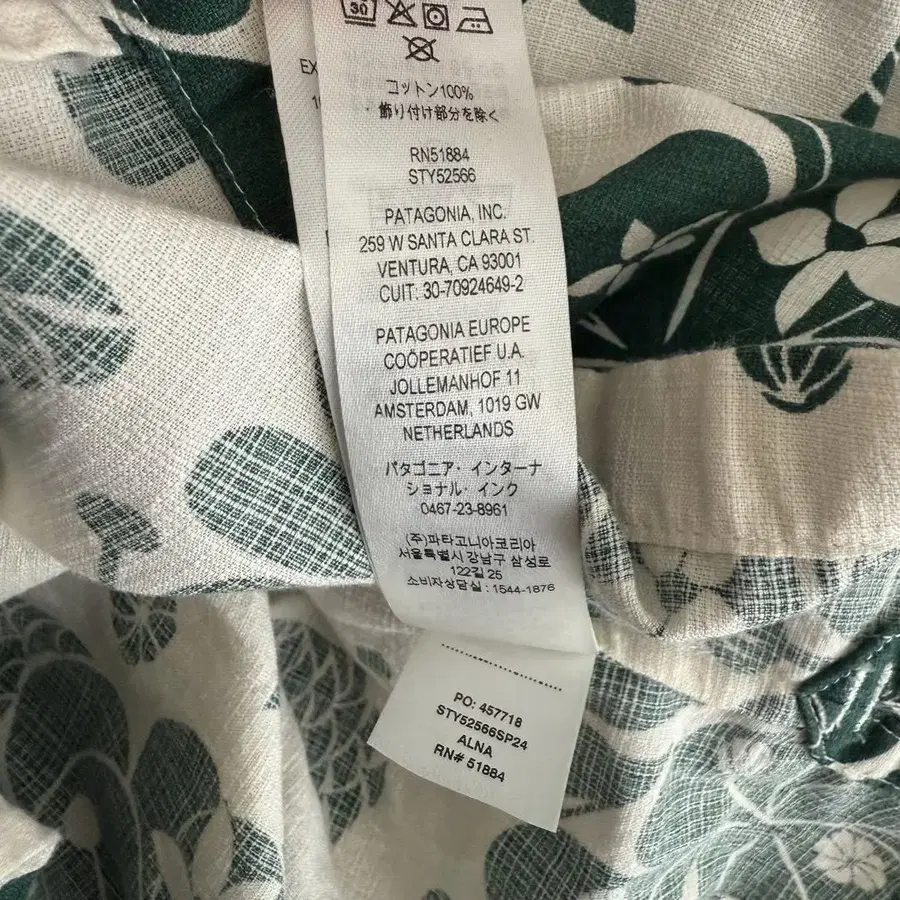 30
EX
コットン100%
・飾り付け部分を除く
RN51884
STY52566
PATAGONIA, INC.
259 W SANTA CLARA ST.
VENTURA, CA 93001
CUIT: 30-70924649-2
PATAGONIA EUROPE
COÖPERATIEF U.A.
JOLLEMANHOF 11
AMSTERDAM, 1019 GW
NETHERLANDS
パタゴニア・インターナ
ショナル・インク
0467-23-8961
(주)파타고니아코리아
서울특별시 강남구 삼성로
122길 25
소비자상담실 : 1544-1876
PO: 457718
STY52566SP24
ALNA
RN# 51884